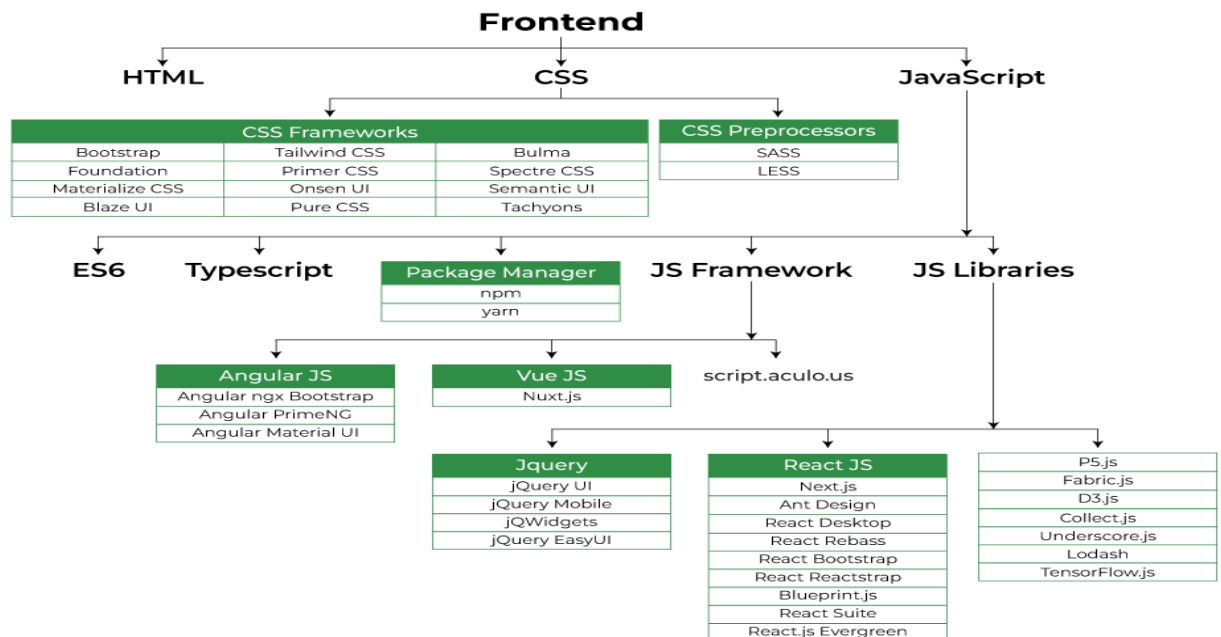 Frontend
HTML
CSS
JavaScript
CSS Frameworks
Bootstrap Tailwind CSS Bulma
Foundation Primer CSS Spectre CSS
Materialize CSS Onsen UI Semantic UI
Blaze UI Pure CSS Tachyons
CSS Preprocessors
SASS
LESS
ES6
Typescript
Package Manager
npm
yarn
JS Framework
JS Libraries
Angular JS
Angular ngx Bootstrap
Angular PrimeNG
Angular Material UI
Vue JS
Nuxt.js
script.aculo.us
Jquery
jQuery UI
jQuery Mobile
jQWidgets
jQuery EasyUI
React JS
Next.js
Ant Design
React Desktop
React Rebass
React Bootstrap
React Reactstrap
Blueprint.js
React Suite
React.js Evergreen
P5.js
Fabric.js
D3.js
Collect.js
Underscore.js
Lodash
TensorFlow.js